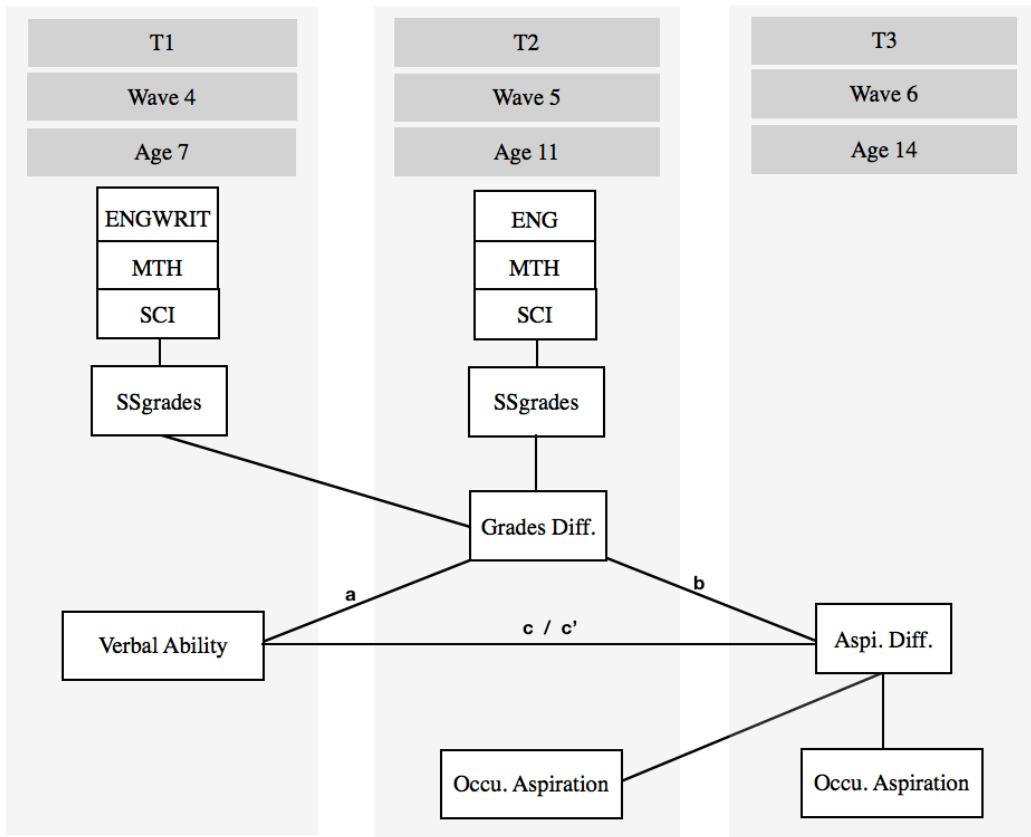 T1
Wave 4
Age 7
ENGWRIT
MTH
SCI
SSgrades
Verbal Ability
T2
Wave 5
Age 11
ENG
MTH
SCI
SSgrades
Grades Diff.
a
b
c / c’
Occu. Aspiration
T3
Wave 6
Age 14
Aspi. Diff.
Occu. Aspiration